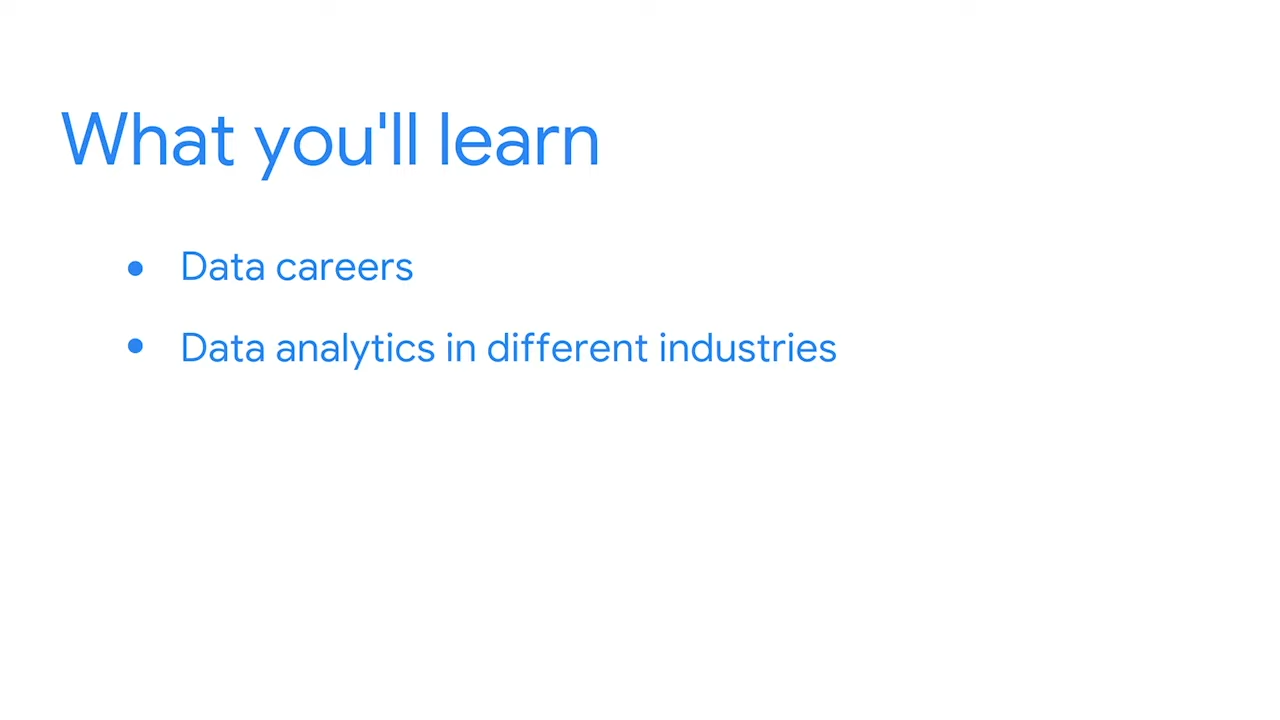 What you'll learn
• Data careers
• Data analytics in different industries